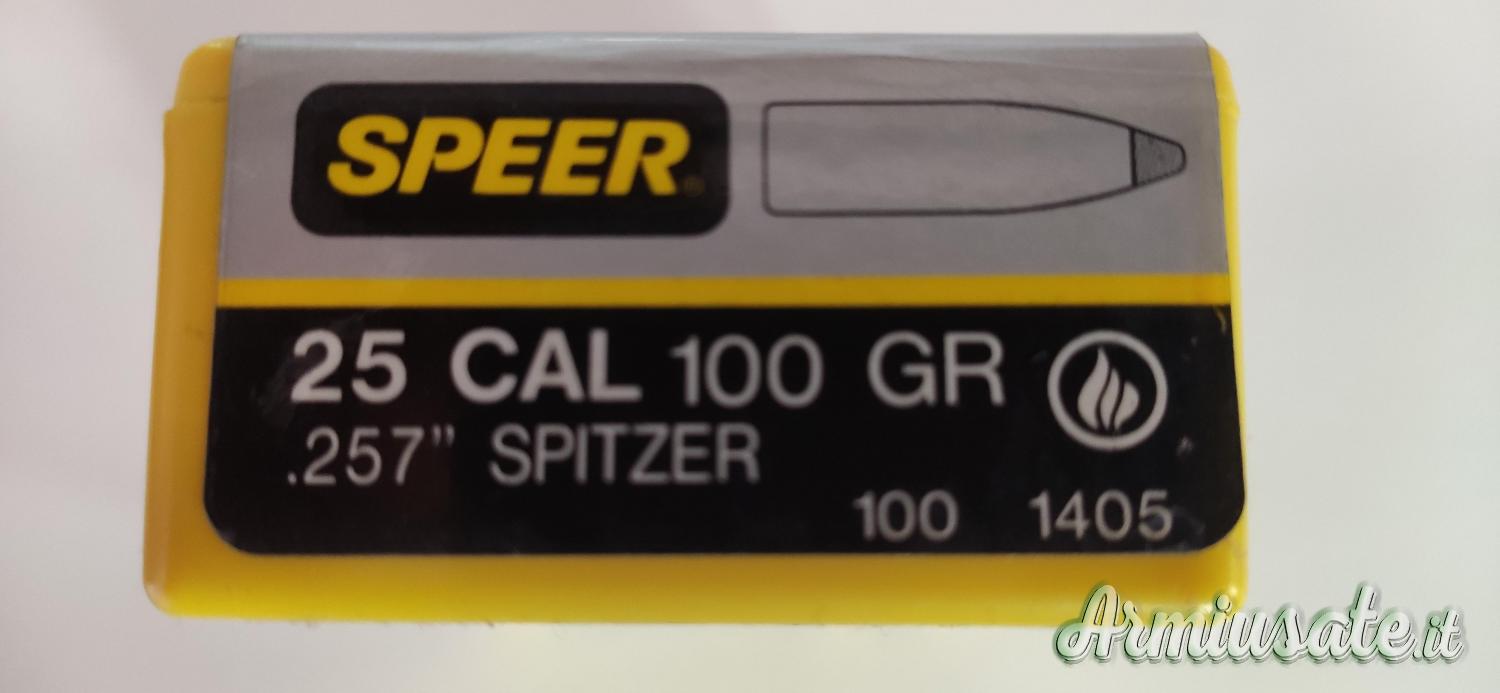 SPEER®
25 CAL 100 GR
.257” SPITZER
100 1405
Armiusate.it